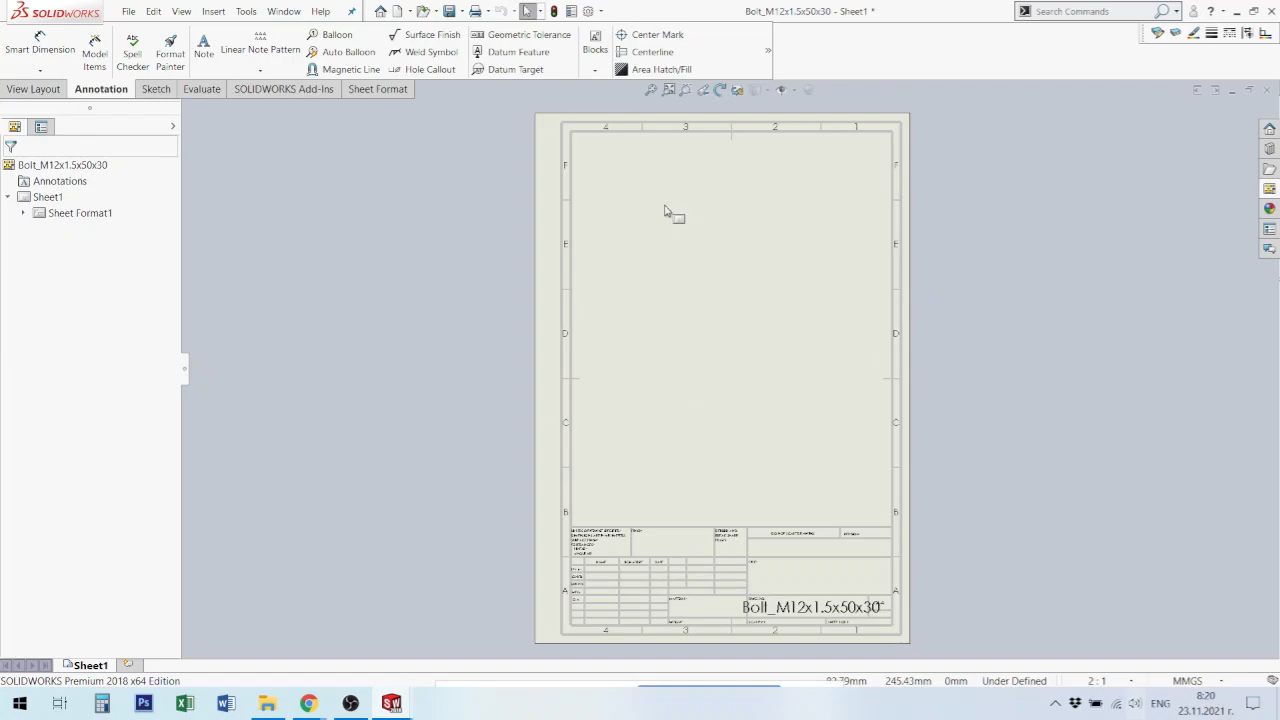 SOLIDWORKS File Edit View Insert Tools Window Help Bolt_M12x1.5x50x30 - Sheet1 * Search Commands ?
Smart Dimension
Model Items
Spell Checker
Format Painter
Note
Linear Note Pattern
Balloon
Auto Balloon
Magnetic Line
Surface Finish
Weld Symbol
Hole Callout
Geometric Tolerance
Datum Feature
Datum Target
Blocks
Center Mark
Centerline
Area Hatch/Fill
View Layout Annotation Sketch Evaluate SOLIDWORKS Add-Ins Sheet Format
Bolt_M12x1.5x50x30
Annotations
Sheet1
Sheet Format1
4 3 2 1
F F
E E
D D
C C
B B
A A
Bolt_M12x1.5x50x30
4 3 2 1
Sheet1
SOLIDWORKS Premium 2018 x64 Edition 245.43mm 0mm Under Defined 2 : 1 MMGS
ENG 8:20
23.11.2021 г.